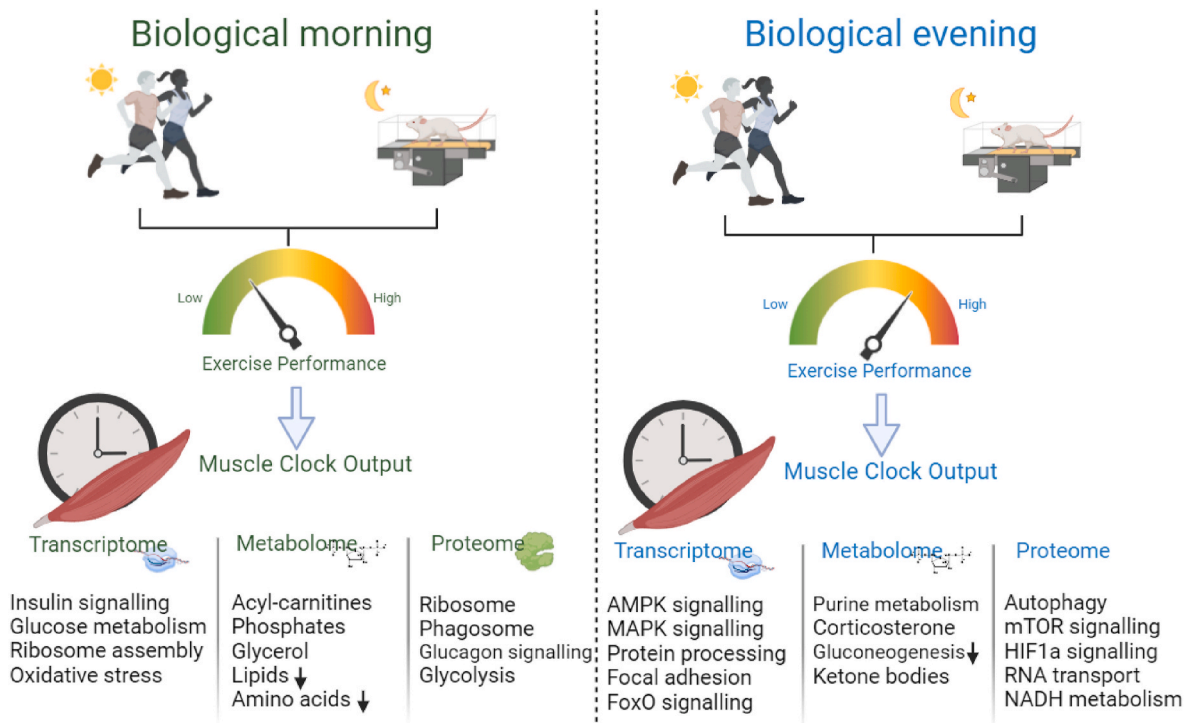 Biological morning
Low
High
Exercise Performance
Muscle Clock Output
Transcriptome
Insulin signalling
Glucose metabolism
Ribosome assembly
Oxidative stress
Metabolome
Acyl-carnitines
Phosphates
Glycerol
Lipids
Amino acids
Proteome
Ribosome
Phagosome
Glucagon signalling
Glycolysis
Biological evening
Low
High
Exercise Performance
Muscle Clock Output
Transcriptome
AMPK signalling
MAPK signalling
Protein processing
Focal adhesion
FoxO signalling
Metabolome
Purine metabolism
Corticosterone
Gluconeogenesis
Ketone bodies
Proteome
Autophagy
mTOR signalling
HIF1a signalling
RNA transport
NADH metabolism